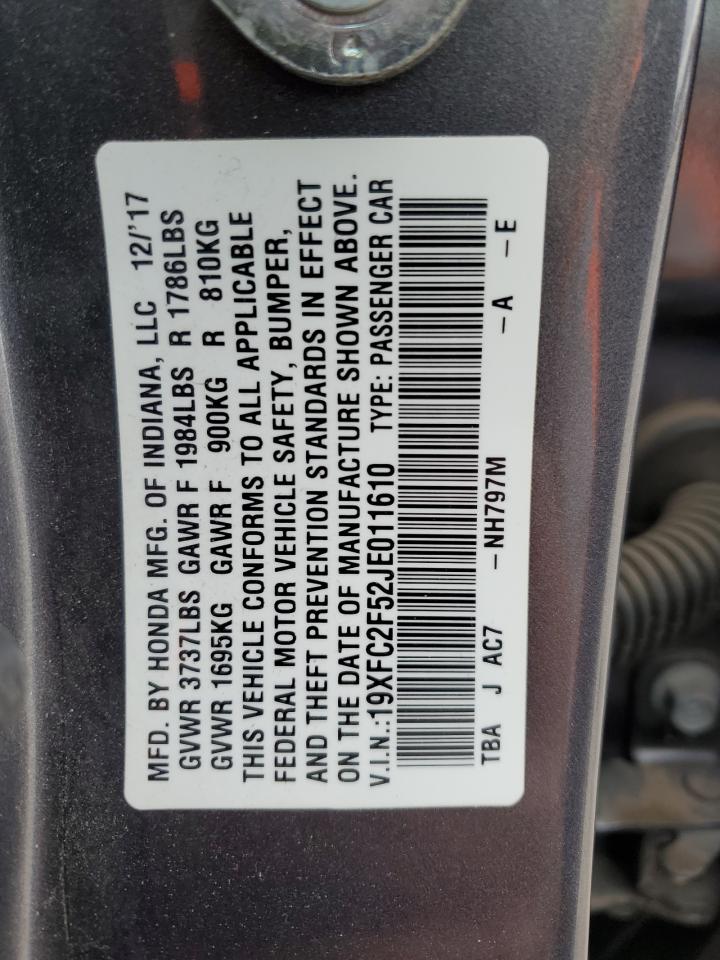 MFD. BY HONDA MFG. OF INDIANA, LLC 12/'17
GVWR 3737LBS GAWR F 1984LBS R 1786LBS
GVWR 1695KG GAWR F 900KG R 810KG
THIS VEHICLE CONFORMS TO ALL APPLICABLE
FEDERAL MOTOR VEHICLE SAFETY, BUMPER,
AND THEFT PREVENTION STANDARDS IN EFFECT
ON THE DATE OF MANUFACTURE SHOWN ABOVE.
V.I.N.:19XFC2F52JE011610 TYPE: PASSENGER CAR
TBA J AC7 -NH797M -A -E